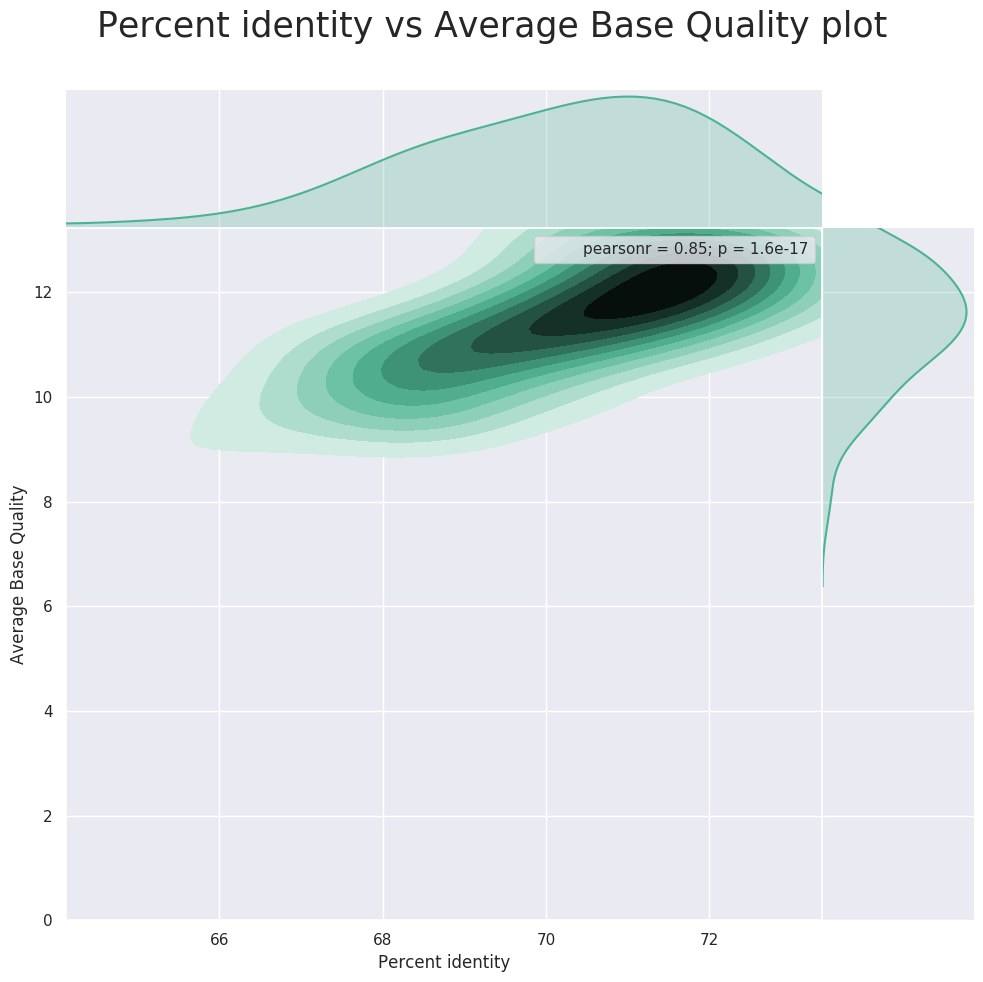 Percent identity vs Average Base Quality plot
pearsonr = 0.85; p = 1.6e-17
12
10
8
6
4
2
0
Average Base Quality
66 68 70 72
Percent identity